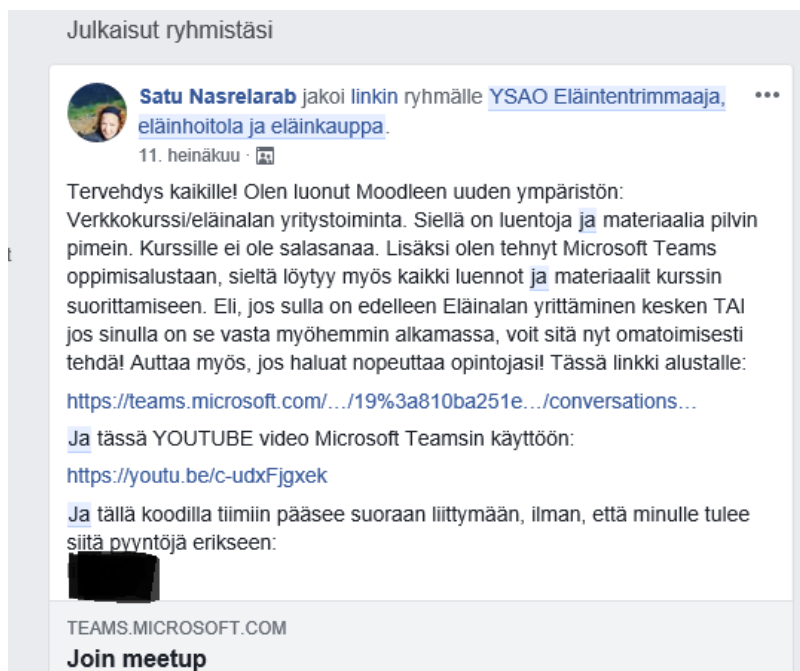 Julkaisut ryhmistäsi
Satu Nasrelarab jakoi linkin ryhmälle YSAO Eläintentrimmaaja,
eläinhoitola ja eläinkauppa.
11. heinäkuu ·
Tervehdys kaikille! Olen luonut Moodleen uuden ympäristön:
Verkkokurssi/eläinalan yritystoiminta. Siellä on luentoja ja materiaalia pilvin
pimein. Kurssille ei ole salasanaa. Lisäksi olen tehnyt Microsoft Teams
oppimisalustaan, sieltä löytyy myös kaikki luennot ja materiaalit kurssin
suorittamiseen. Eli, jos sulla on edelleen Eläinalan yrittäminen kesken TAI
jos sinulla on se vasta myöhemmin alkamassa, voit sitä nyt omatoimisesti
tehdä! Auttaa myös, jos haluat nopeuttaa opintojasi! Tässä linkki alustalle:
https://teams.microsoft.com/…/19%3a810ba251e…/conversations…
Ja tässä YOUTUBE video Microsoft Teamsin käyttöön:
https://youtu.be/c-udxFjgxek
Ja tällä koodilla tiimiin pääsee suoraan liittymään, ilman, että minulle tulee
siitä pyyntöjä erikseen:
TEAMS.MICROSOFT.COM
Join meetup